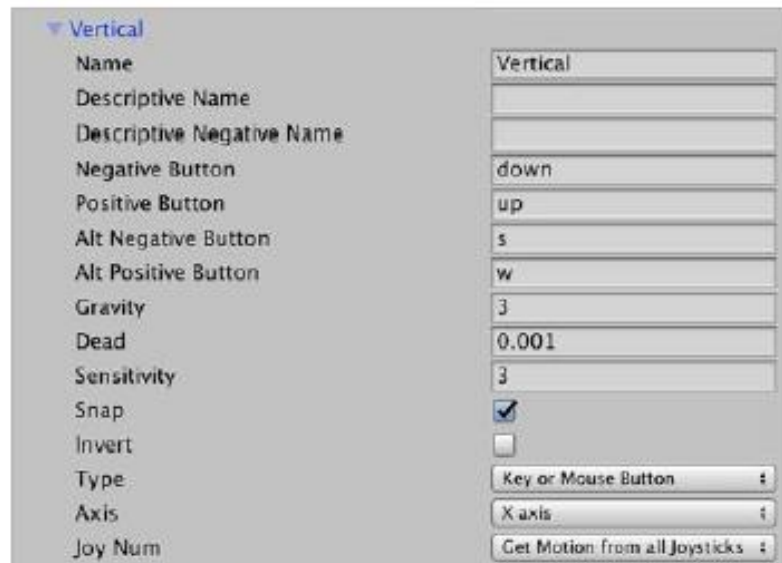 Vertical
Name Vertical
Descriptive Name
Descriptive Negative Name
Negative Button down
Positive Button up
Alt Negative Button s
Alt Positive Button w
Gravity 3
Dead 0.001
Sensitivity 3
Snap
Invert
Type Key or Mouse Button
Axis X axis
Joy Num Get Motion from all Joysticks